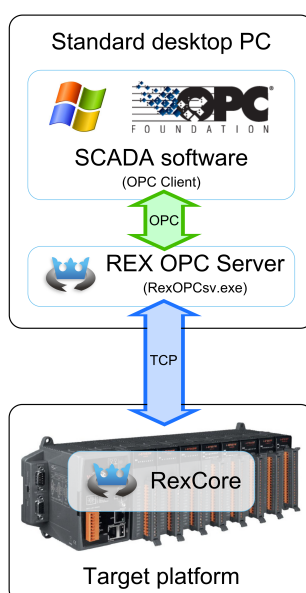 Standard desktop PC
OPC
FOUNDATION
SCADA software
(OPC Client)
OPC
REX OPC Server
(RexOPCsv.exe)
TCP
RexCore
Target platform